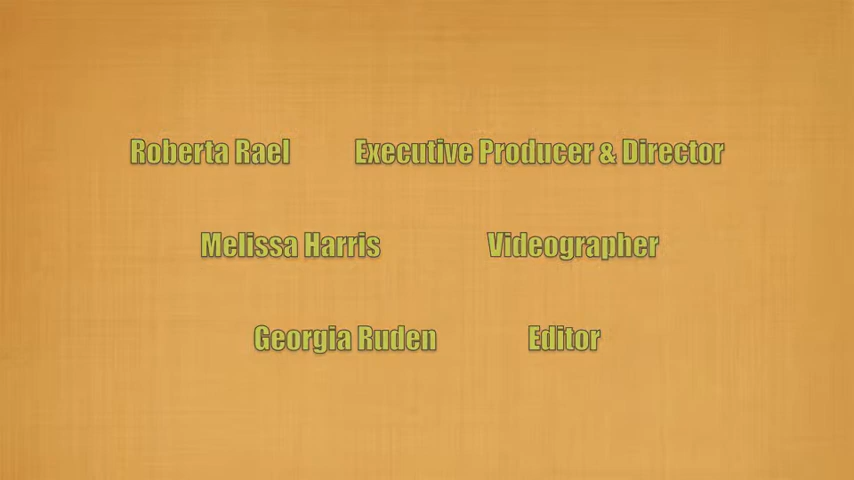 Roberta Rael Executive Producer & Director
Melissa Harris Videographer
Georgia Ruden Editor